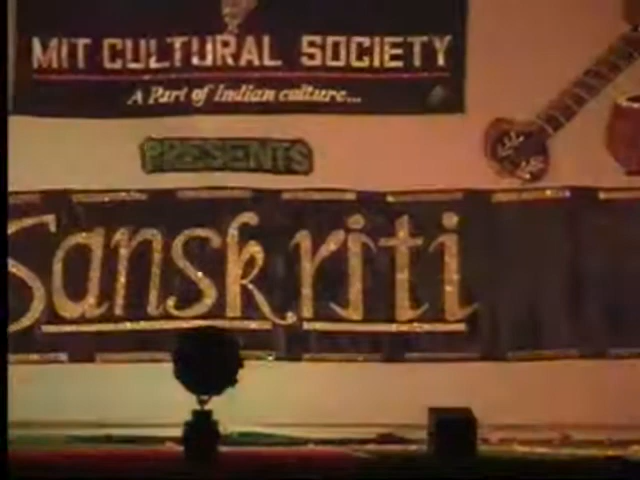 MIT CULTURAL SOCIETY
A Part of Indian culture...
PRESENTS
Sanskriti